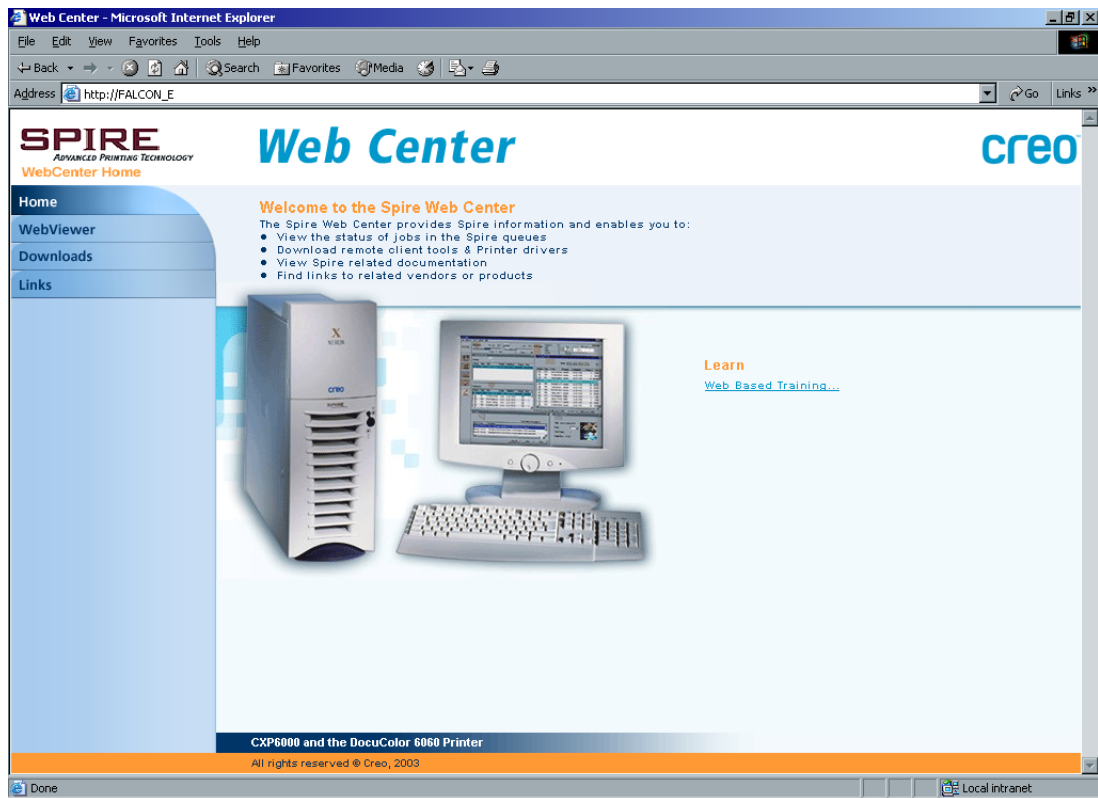 Web Center - Microsoft Internet Explorer
File Edit View Favorites Tools Help
Back Search Favorites Media
Address http://FALCON_E Go Links »
SPIRE
ADVANCED PRINTING TECHNOLOGY
WebCenter Home
Web Center
creo
Home
WebViewer
Downloads
Links
Welcome to the Spire Web Center
The Spire Web Center provides Spire information and enables you to:
• View the status of jobs in the Spire queues
• Download remote client tools & Printer drivers
• View Spire related documentation
• Find links to related vendors or products
X
XEROX
creo
Learn
Web Based Training...
CXP6000 and the DocuColor 6060 Printer
All rights reserved © Creo, 2003
Done Local intranet